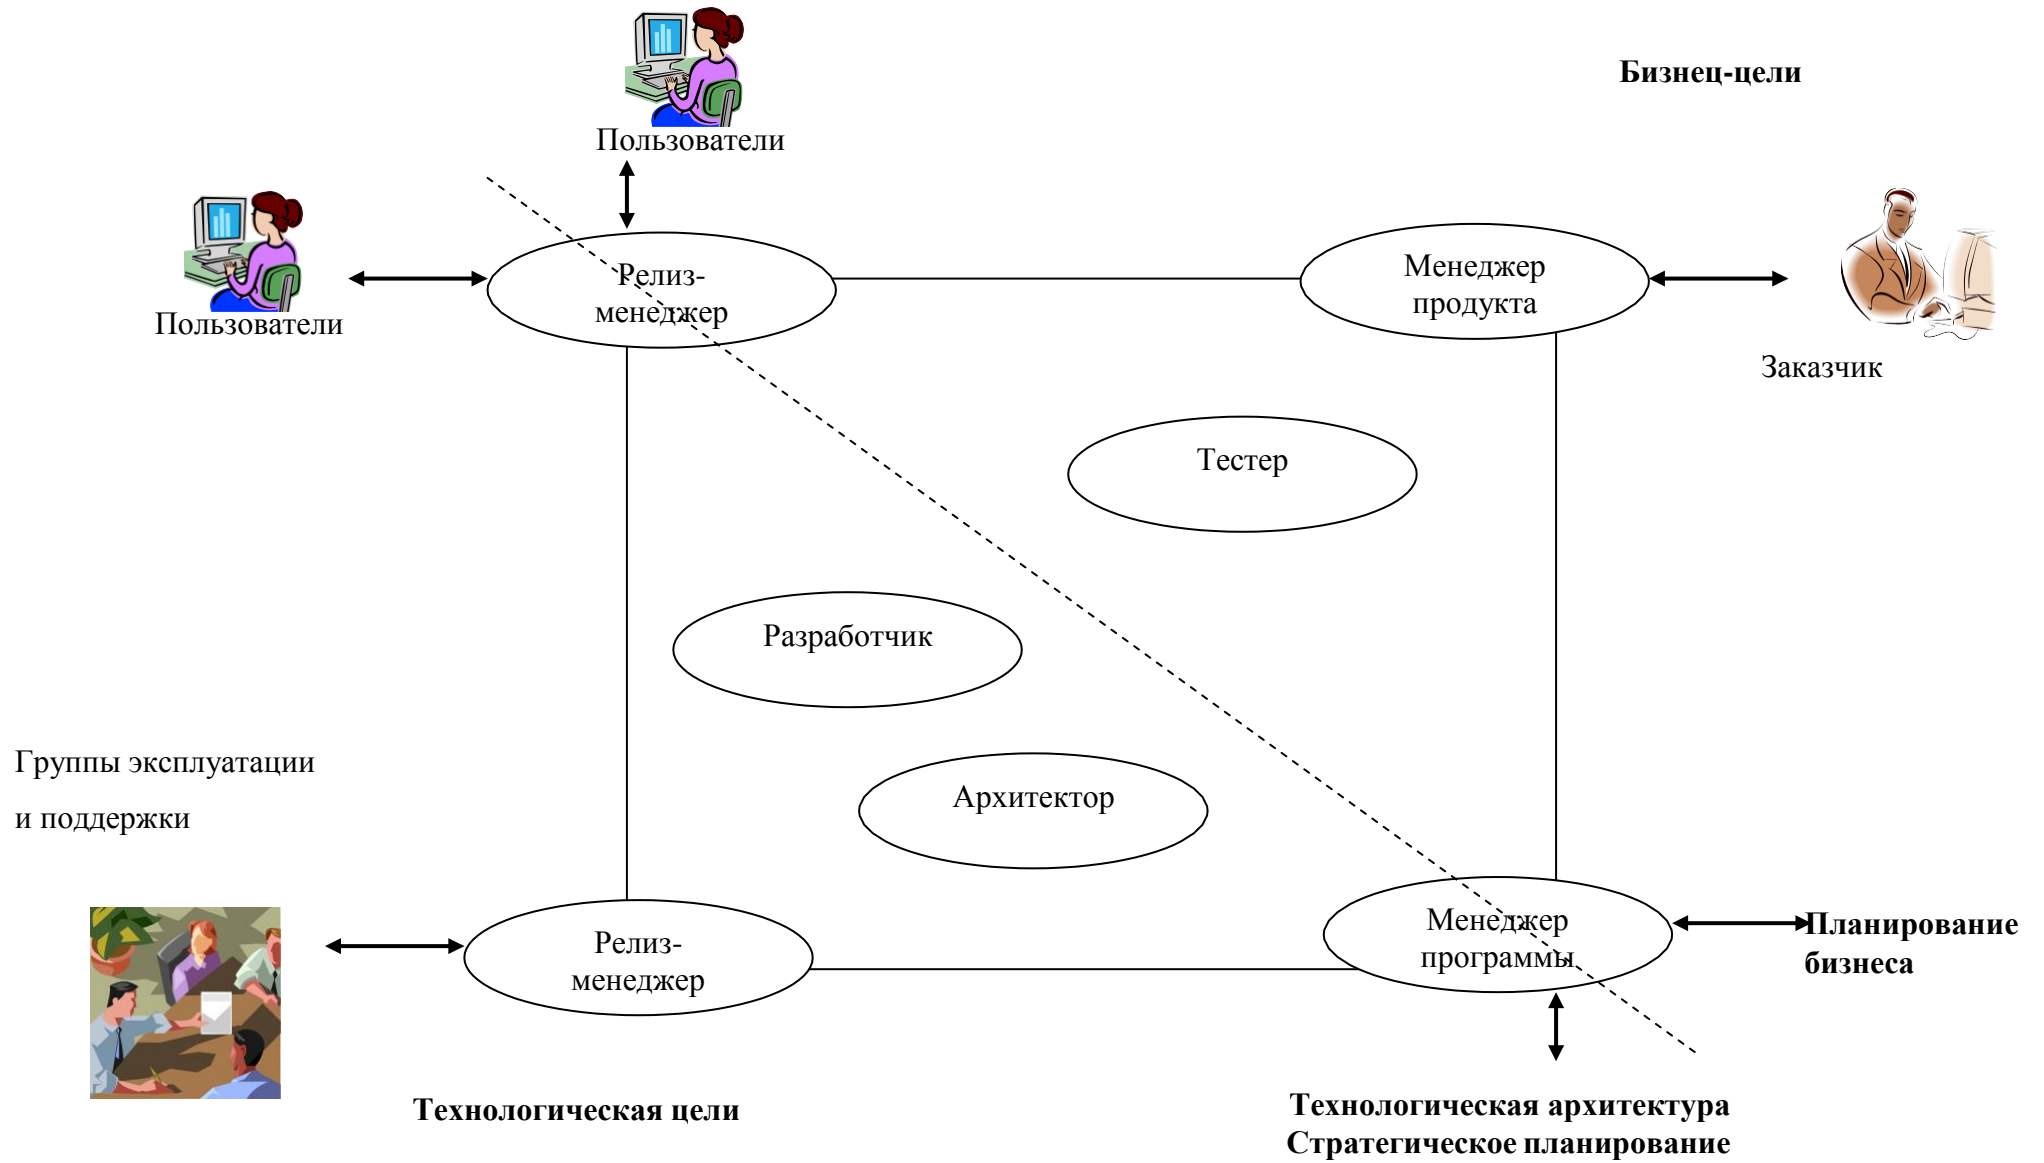 Бизнец-цели
Пользователи
Пользователи
Релиз-
менеджер
Менеджер
продукта
Заказчик
Тестер
Разработчик
Группы эксплуатации
и поддержки
Архитектор
Релиз-
менеджер
Менеджер
программы
Планирование
бизнеса
Технологическая цели
Технологическая архитектура
Стратегическое планирование